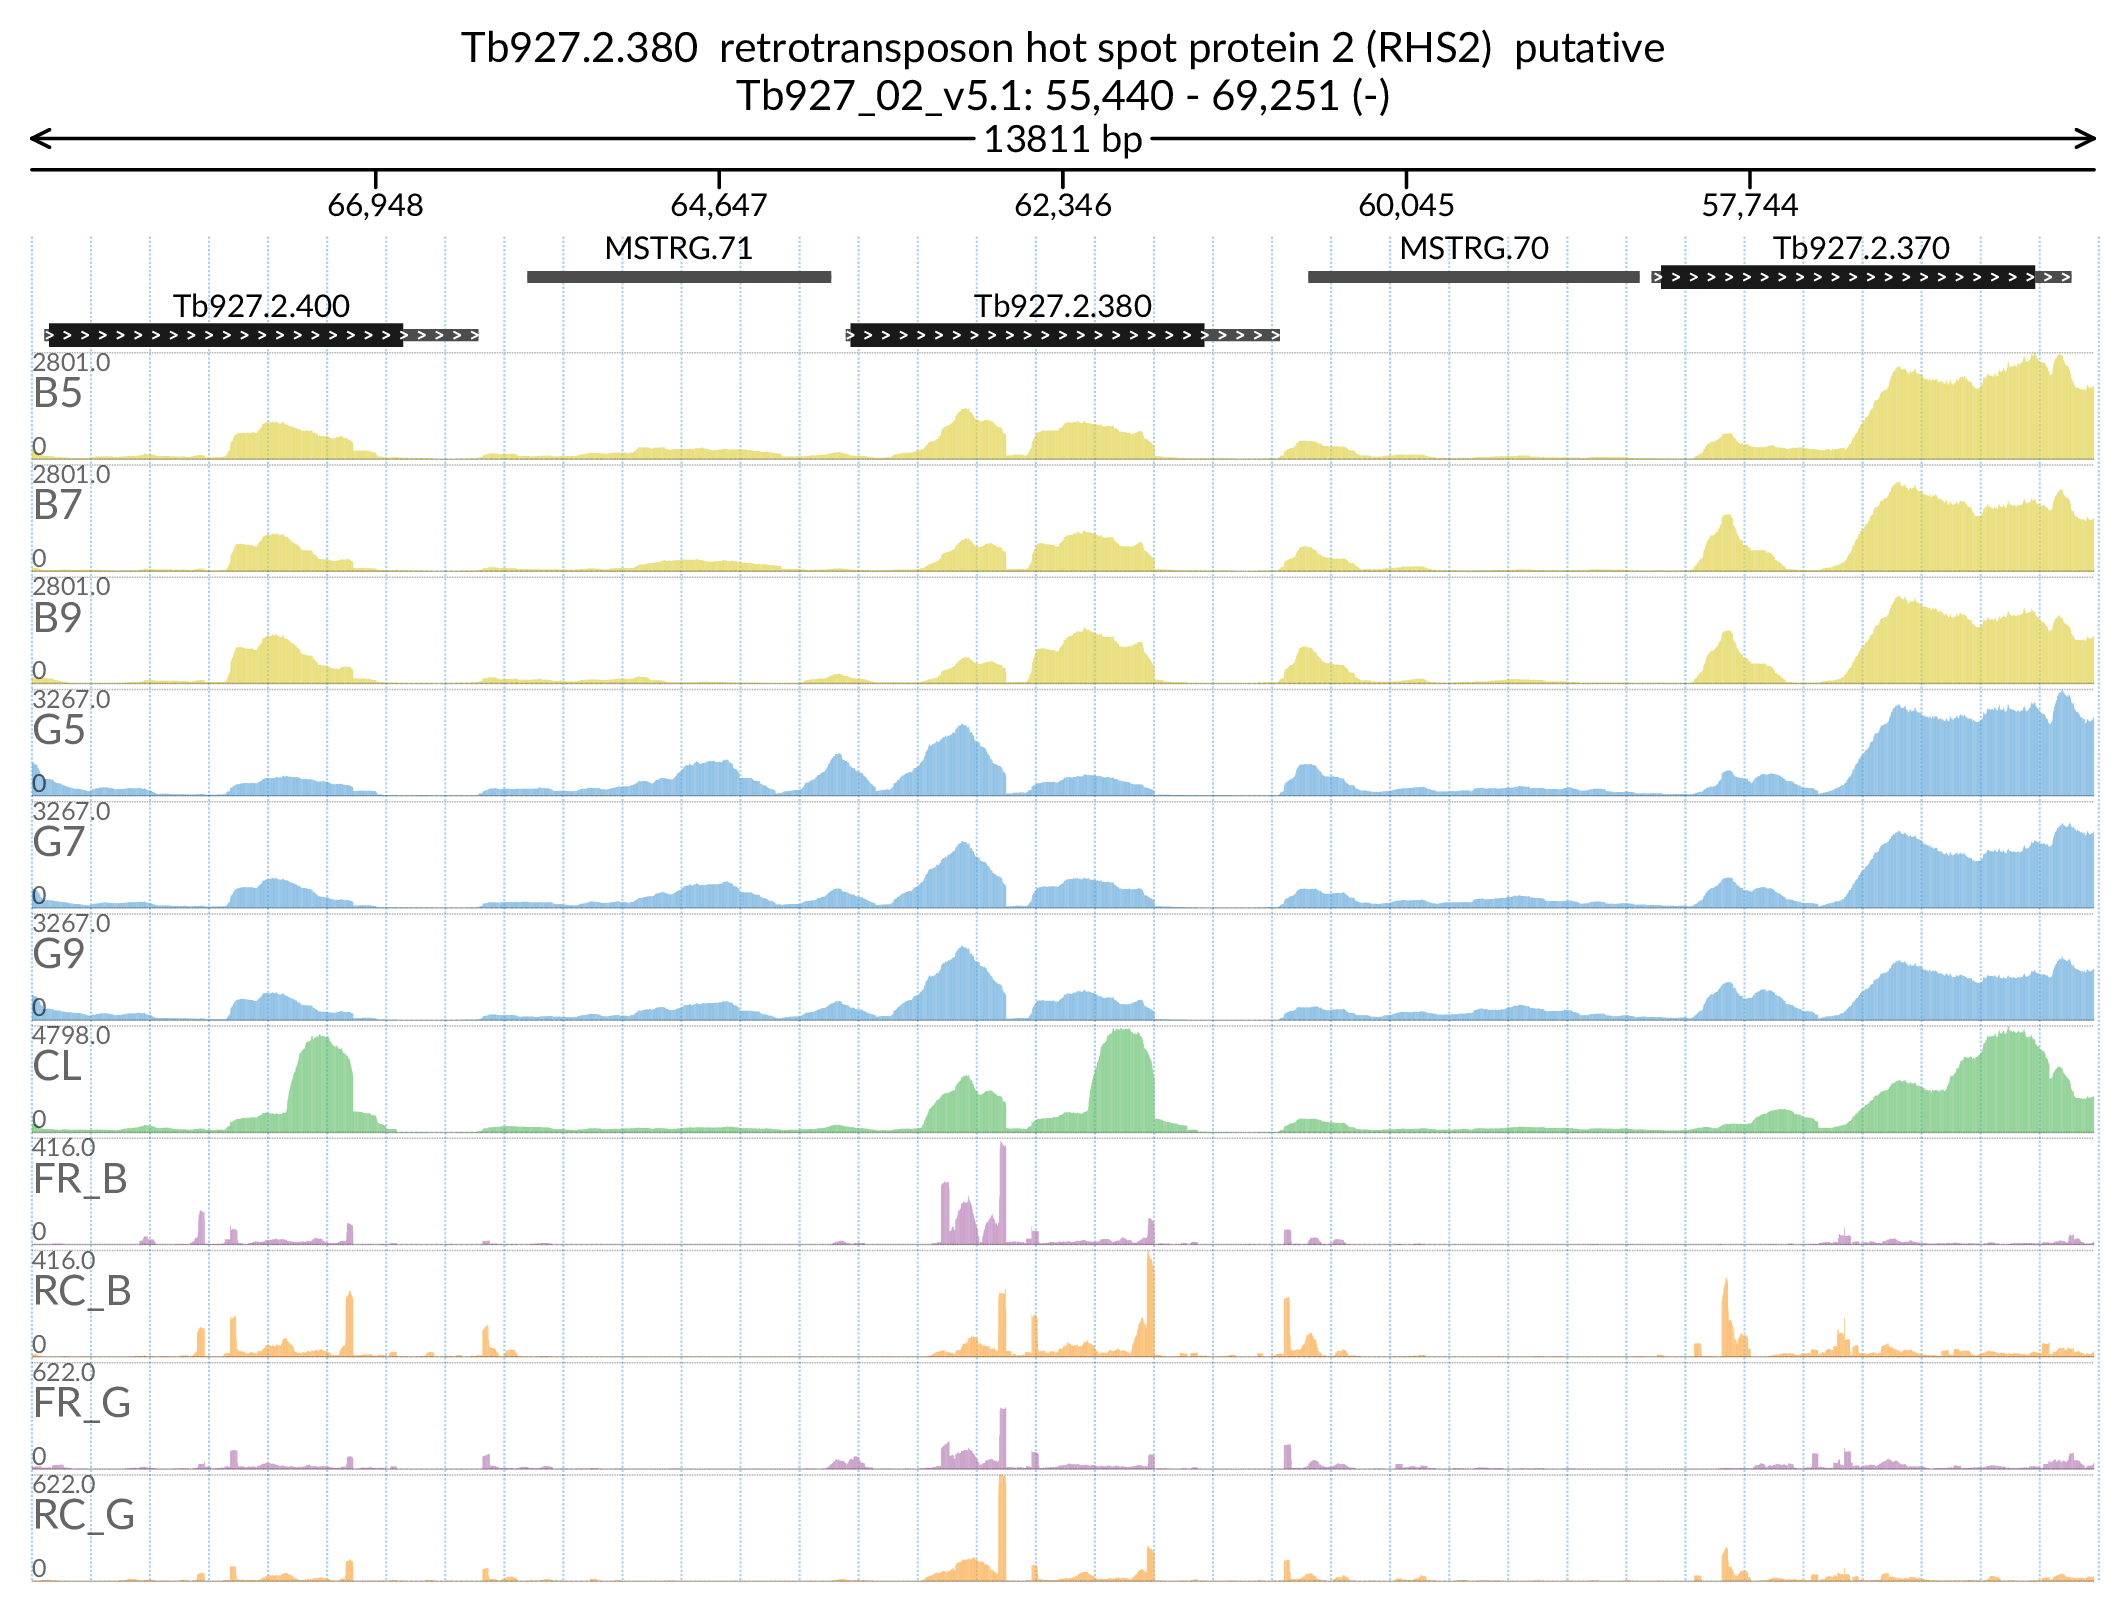 Tb927.2.380 retrotransposon hot spot protein 2 (RHS2) putative
Tb927_02_v5.1: 55,440 - 69,251 (-)
13811 bp
66,948 64,647 62,346 60,045 57,744
MSTRG.71 MSTRG.70 Tb927.2.370
Tb927.2.400 Tb927.2.380
2801.0
B5
0
2801.0
B7
0
2801.0
B9
0
3267.0
G5
0
3267.0
G7
0
3267.0
G9
0
4798.0
CL
0
416.0
FR_B
0
416.0
RC_B
0
622.0
FR_G
0
622.0
RC_G
0